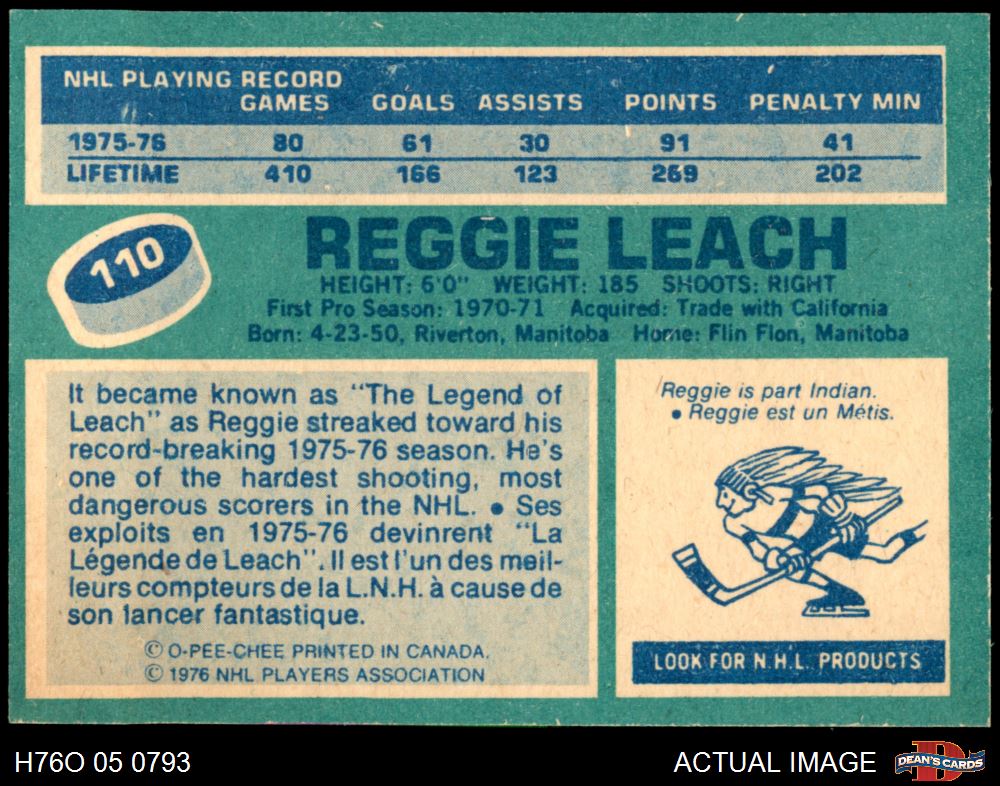 NHL PLAYING RECORD
GAMES GOALS ASSISTS POINTS PENALTY MIN
1975-76 80 61 30 91 41
LIFETIME 410 166 123 269 202
110
REGGIE LEACH
HEIGHT: 6'0" WEIGHT: 185 SHOOTS: RIGHT
First Pro Season: 1970-71 Acquired: Trade with California
Born: 4-23-50, Riverton, Manitoba Home: Flin Flon, Manitoba
It became known as "The Legend of
Leach" as Reggie streaked toward his
record-breaking 1975-76 season. He's
one of the hardest shooting, most
dangerous scorers in the NHL. • Ses
exploits en 1975-76 devinrent "La
Légende de Leach". Il est l'un des meil-
leurs compteurs de la L.N.H. à cause de
son lancer fantastique.
© O-PEE-CHEE PRINTED IN CANADA.
© 1976 NHL PLAYERS ASSOCIATION
Reggie is part Indian.
• Reggie est un Métis.
LOOK FOR N.H.L. PRODUCTS
H76O 05 0793
ACTUAL IMAGE
D
DEAN'S CARDS